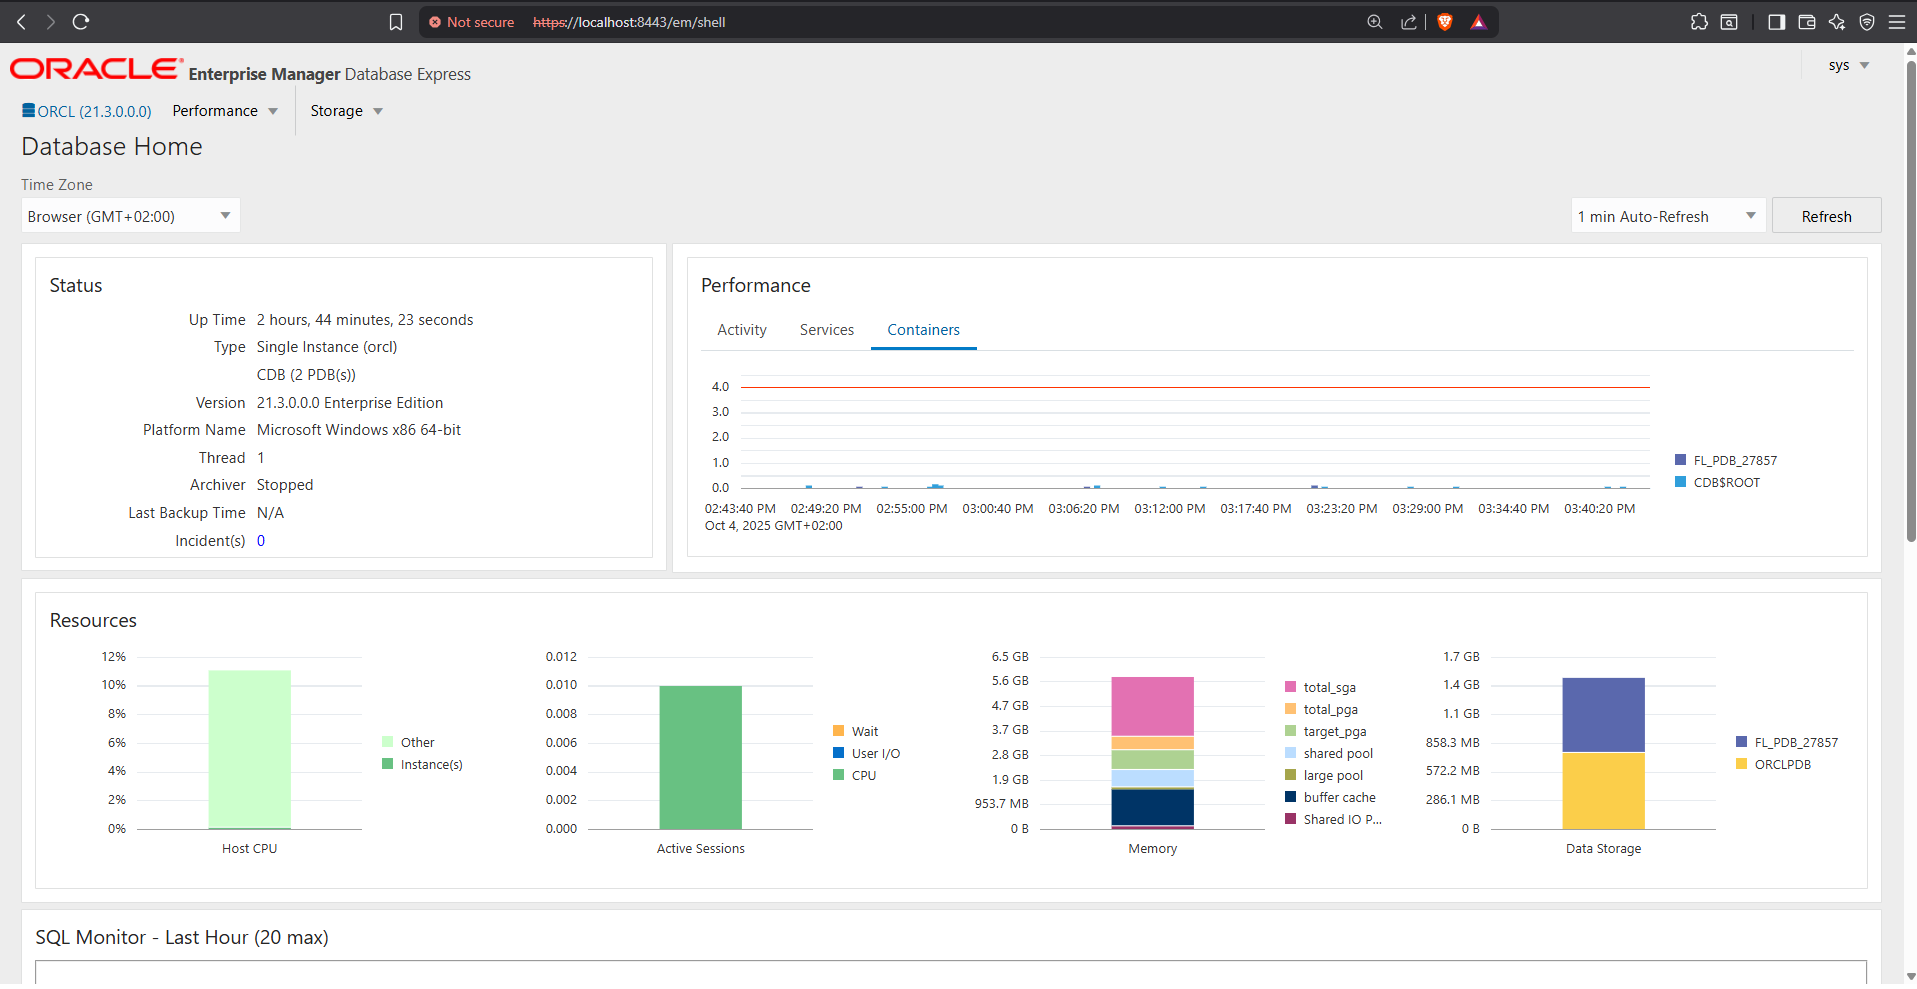 Not secure https://localhost:8443/em/shell
ORACLE® Enterprise Manager Database Express
sys
ORCL (21.3.0.0.0) Performance Storage
Database Home
Time Zone
Browser (GMT+02:00)
1 min Auto-Refresh Refresh
Status
Up Time 2 hours, 44 minutes, 23 seconds
Type Single Instance (orcl)
CDB (2 PDB(s))
Version 21.3.0.0.0 Enterprise Edition
Platform Name Microsoft Windows x86 64-bit
Thread 1
Archiver Stopped
Last Backup Time N/A
Incident(s) 0
Performance
Activity Services Containers
4.0
3.0
2.0
1.0
0.0
02:43:40 PM 02:49:20 PM 02:55:00 PM 03:00:40 PM 03:06:20 PM 03:12:00 PM 03:17:40 PM 03:23:20 PM 03:29:00 PM 03:34:40 PM 03:40:20 PM
Oct 4, 2025 GMT+02:00
FL_PDB_27857
CDB$ROOT
Resources
12%
10%
8%
6%
4%
2%
0%
Host CPU
Other
Instance(s)
0.012
0.010
0.008
0.006
0.004
0.002
0.000
Active Sessions
Wait
User I/O
CPU
6.5 GB
5.6 GB
4.7 GB
3.7 GB
2.8 GB
1.9 GB
953.7 MB
0 B
Memory
total_sga
total_pga
target_pga
shared pool
large pool
buffer cache
Shared IO P...
1.7 GB
1.4 GB
1.1 GB
858.3 MB
572.2 MB
286.1 MB
0 B
Data Storage
FL_PDB_27857
ORCLPDB
SQL Monitor - Last Hour (20 max)